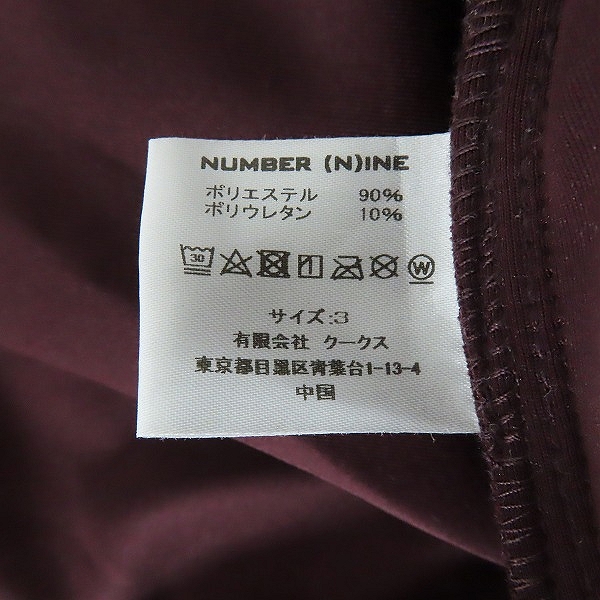 NUMBER (N)INE
ポリエステル 90%
ポリウレタン 10%
30 W
サイズ:3
有限会社 クークス
東京都目黒区青葉台1-13-4
中国